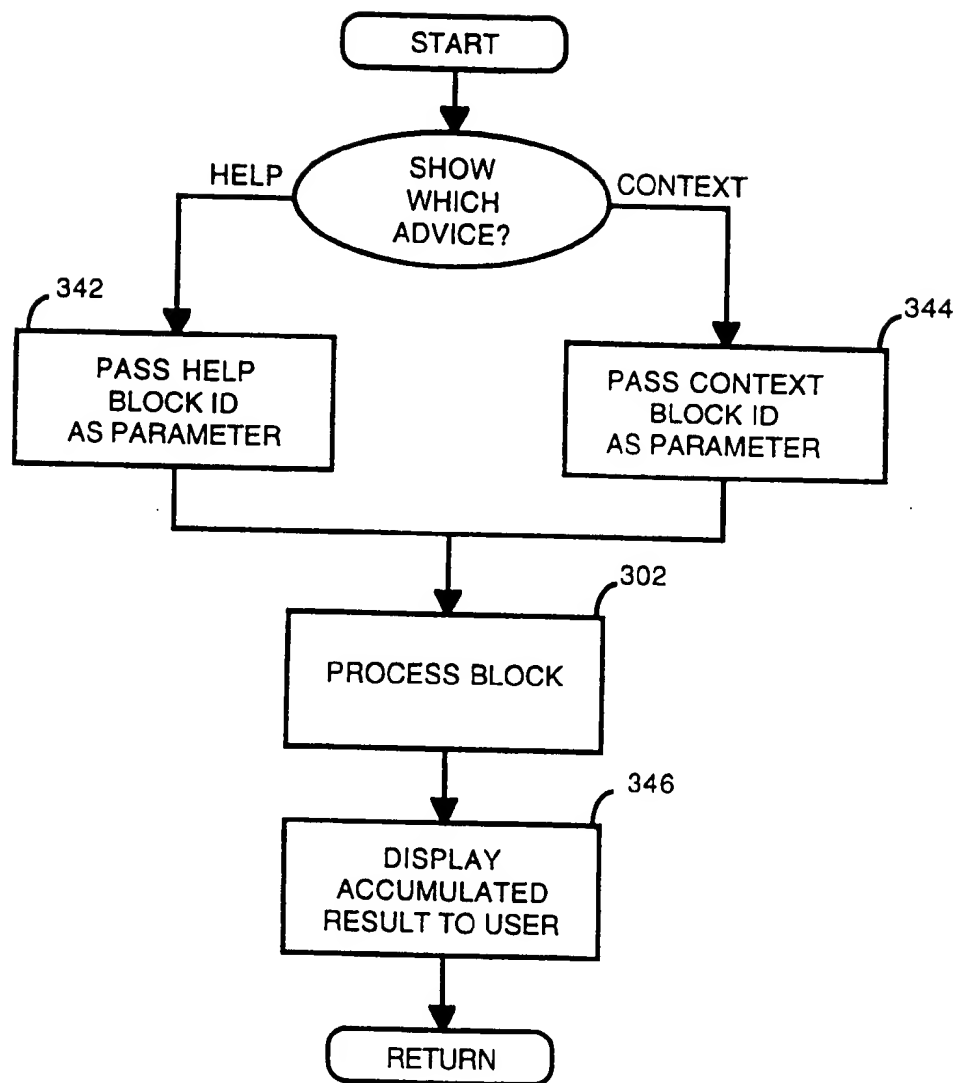 START
SHOW
WHICH
ADVICE?
HELP
CONTEXT
342
PASS HELP
BLOCK ID
AS PARAMETER
344
PASS CONTEXT
BLOCK ID
AS PARAMETER
302
PROCESS BLOCK
346
DISPLAY
ACCUMULATED
RESULT TO USER
RETURN